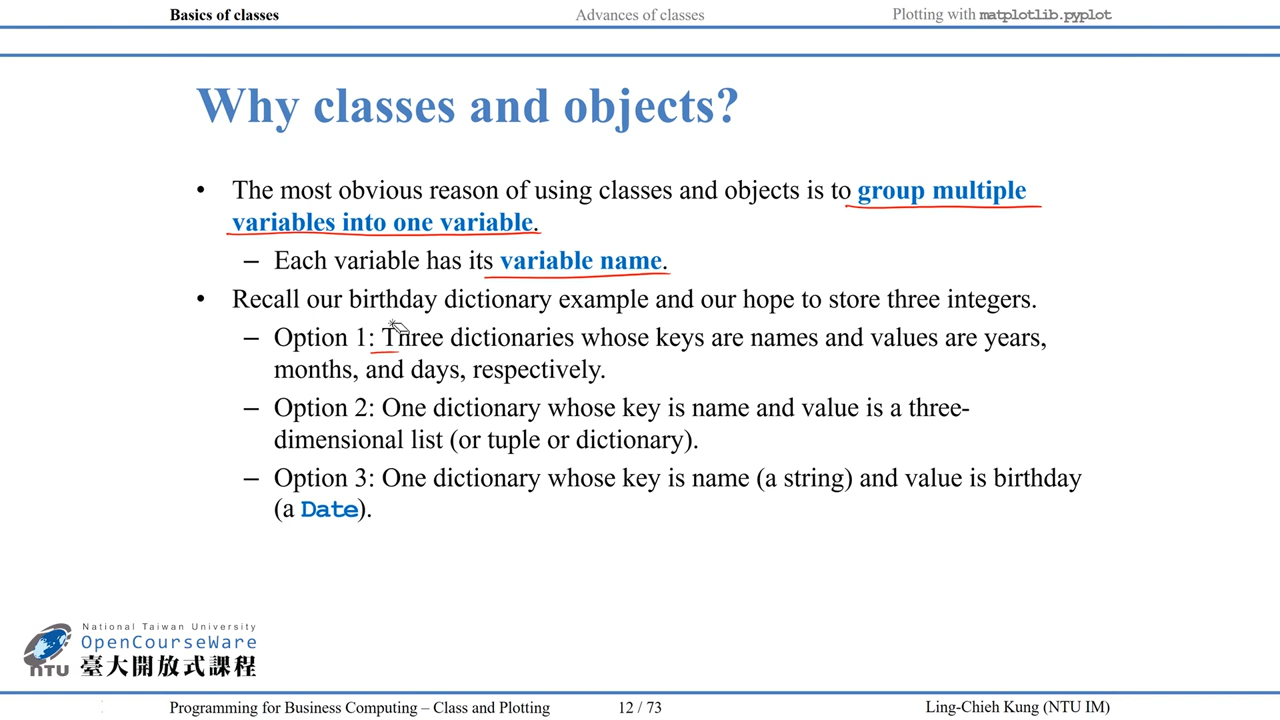 Basics of classes Advances of classes Plotting with matplotlib.pyplot
Why classes and objects?
• The most obvious reason of using classes and objects is to group multiple
variables into one variable.
– Each variable has its variable name.
• Recall our birthday dictionary example and our hope to store three integers.
– Option 1: Three dictionaries whose keys are names and values are years,
months, and days, respectively.
– Option 2: One dictionary whose key is name and value is a three-
dimensional list (or tuple or dictionary).
– Option 3: One dictionary whose key is name (a string) and value is birthday
(a Date).
National Taiwan University
OpenCourseWare
NTU 臺大開放式課程
Programming for Business Computing – Class and Plotting 12 / 73 Ling-Chieh Kung (NTU IM)